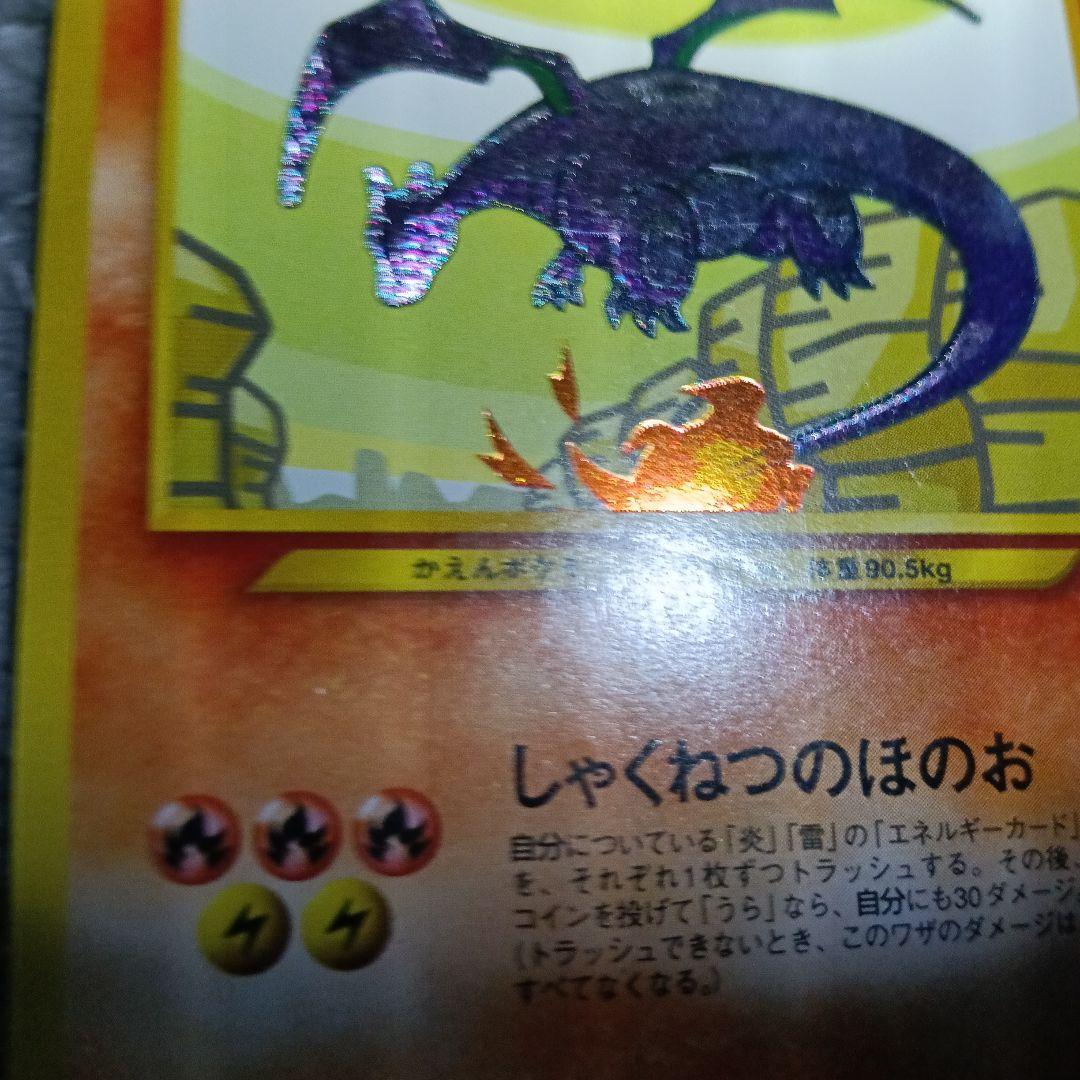 かえんポケモ 体重90.5kg
しゃくねつのほのお
自分についている「炎」「雷」の「エネルギーカード」
を、それぞれ1枚ずつトラッシュする。その後、
コインを投げて「うら」なら、自分にも30ダメージ。
(トラッシュできないとき、このワザのダメージは
すべてなくなる。)